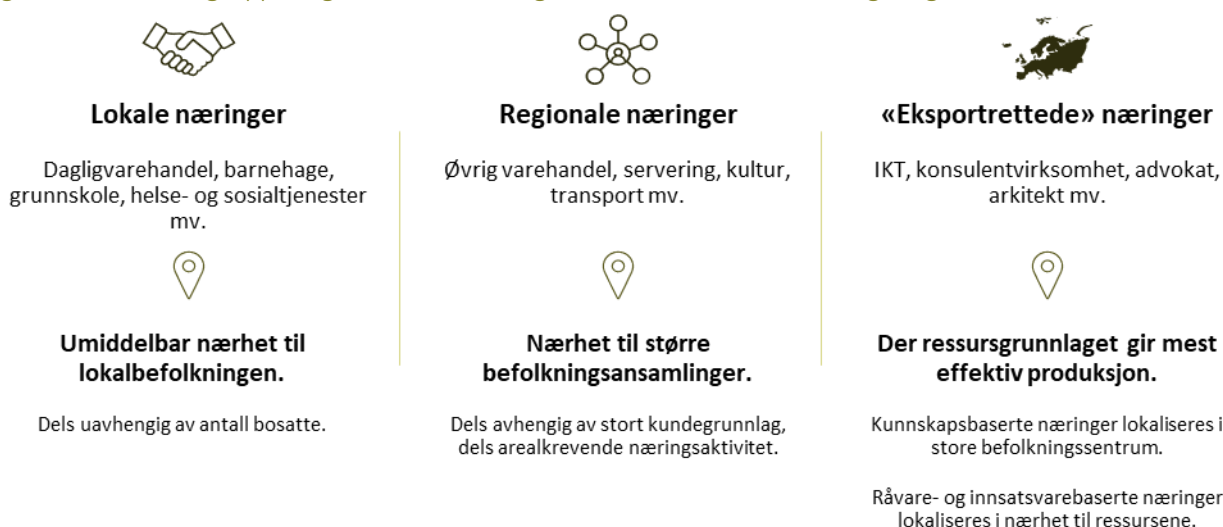 Lokale næringer
Dagligvarehandel, barnehage,
grunnskole, helse- og sosialtjenester
mv.
Umiddelbar nærhet til
lokalbefolkningen.
Dels uavhengig av antall bosatte.
Regionale næringer
Øvrig varehandel, servering, kultur,
transport mv.
Nærhet til større
befolkningsansamlinger.
Dels avhengig av stort kundegrunnlag,
dels arealkrevende næringsaktivitet.
«Eksportrettede» næringer
IKT, konsulentvirksomhet, advokat,
arkitekt mv.
Der ressursgrunnlaget gir mest
effektiv produksjon.
Kunnskapsbaserte næringer lokaliseres i
store befolkningssentrum.
Råvare- og innsatsvarebaserte næringer
lokaliseres i nærhet til ressursene.